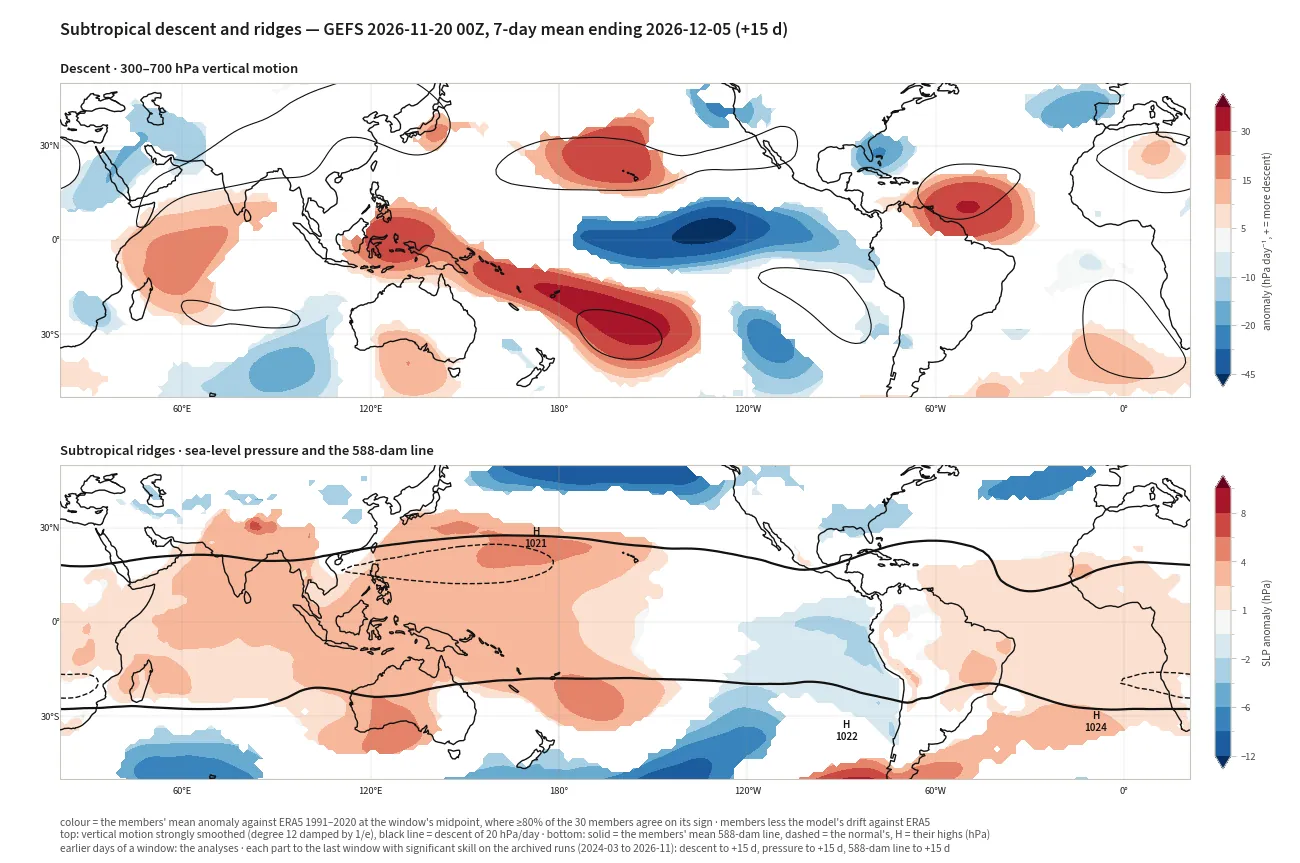 Subtropical descent and ridges — GEFS 2026-11-20 00Z, 7-day mean ending 2026-12-05 (+15 d)
Descent · 300–700 hPa vertical motion
30°N
0°
30°S
60°E
120°E
180°
120°W
60°W
0°
30
15
5
−10
−20
−45
anomaly (hPa day⁻¹, + = more descent)
Subtropical ridges · sea-level pressure and the 588-dam line
30°N
0°
30°S
H
1021
H
1022
H
1024
60°E
120°E
180°
120°W
60°W
0°
8
4
1
−2
−6
−12
SLP anomaly (hPa)
colour = the members' mean anomaly against ERA5 1991–2020 at the window's midpoint, where ≥80% of the 30 members agree on its sign · members less the model's drift against ERA5
top: vertical motion strongly smoothed (degree 12 damped by 1/e), black line = descent of 20 hPa/day · bottom: solid = the members' mean 588-dam line, dashed = the normal's, H = their highs (hPa)
earlier days of a window: the analyses · each part to the last window with significant skill on the archived runs (2024-03 to 2026-11): descent to +15 d, pressure to +15 d, 588-dam line to +15 d